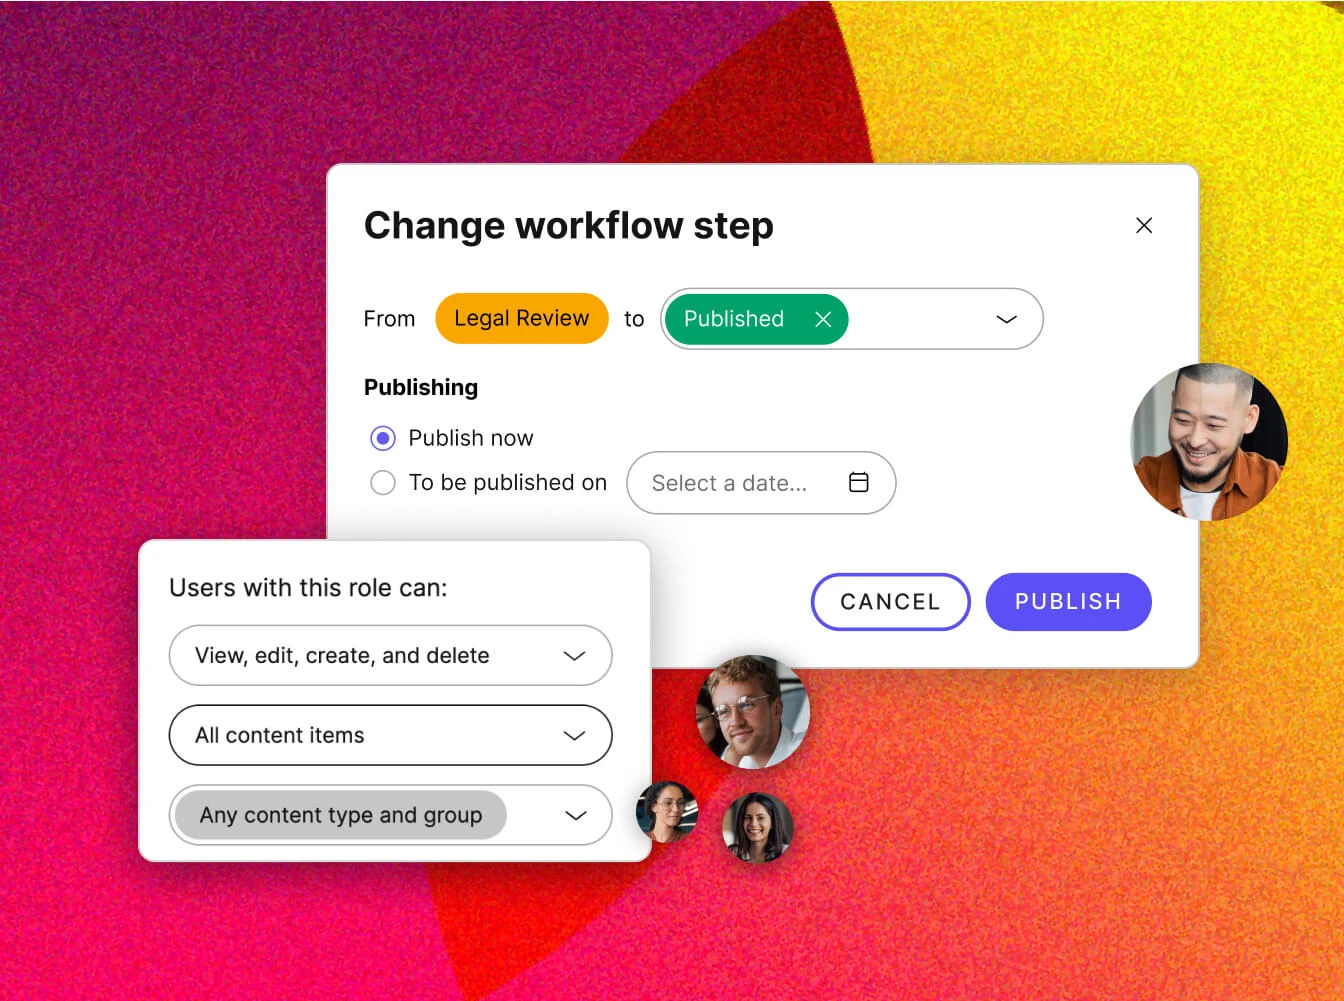 Change workflow step
From Legal Review to Published
Publishing
Publish now
To be published on Select a date...
CANCEL PUBLISH
Users with this role can:
View, edit, create, and delete
All content items
Any content type and group